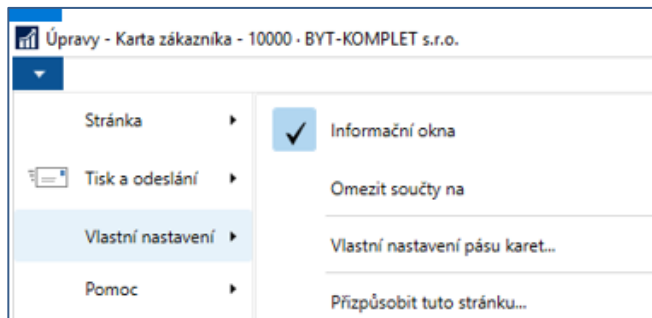 Úpravy - Karta zákazníka - 10000 · BYT-KOMPLET s.r.o.
Stránka
Tisk a odeslání
Vlastní nastavení
Pomoc
Informační okna
Omezit součty na
Vlastní nastavení pásu karet...
Přizpůsobit tuto stránku...